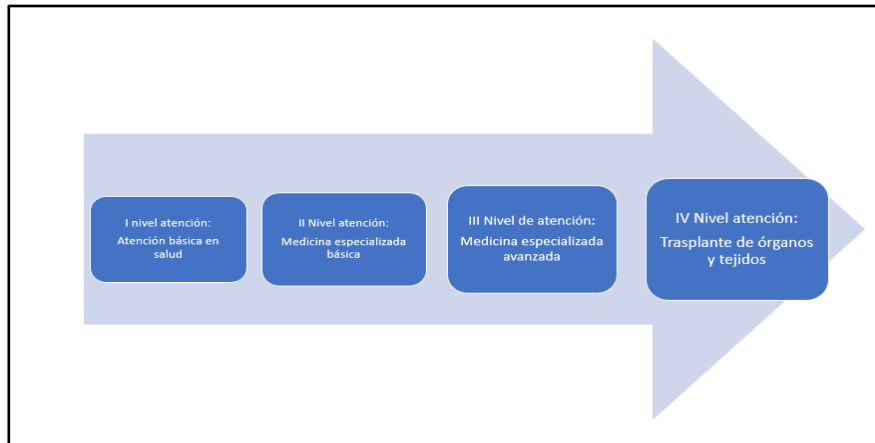 I nivel atención:
Atención básica en
salud
II Nivel atención:
Medicina especializada
básica
III Nivel de atención:
Medicina especializada
avanzada
IV Nivel atención:
Trasplante de órganos
y tejidos